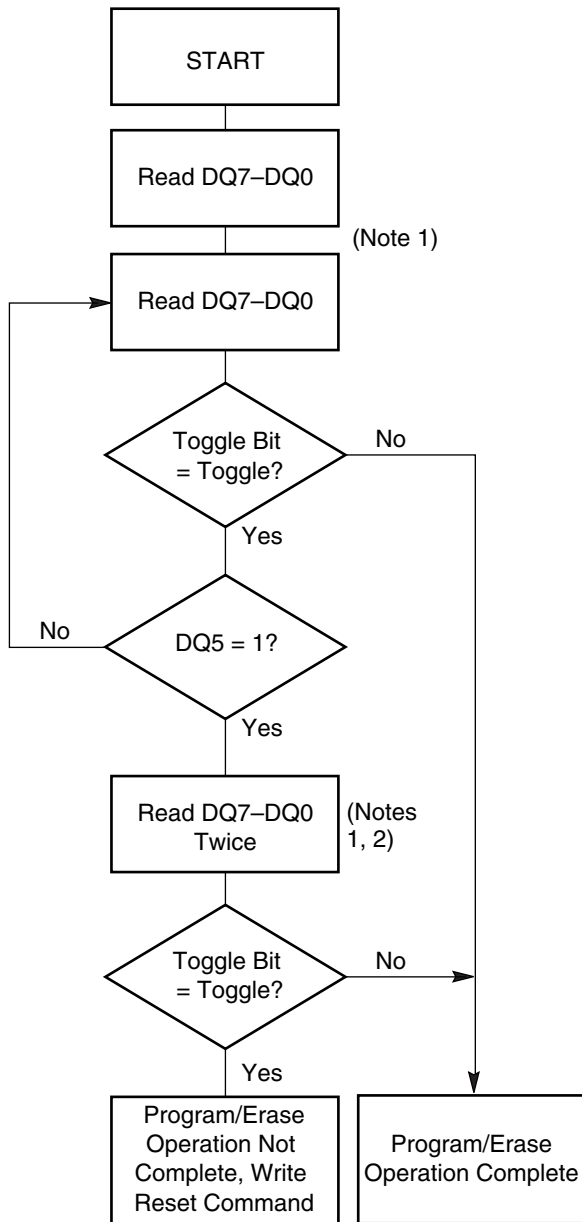 START
Read DQ7–DQ0
(Note 1)
Read DQ7–DQ0
Toggle Bit
= Toggle?
No
Yes
No
DQ5 = 1?
Yes
Read DQ7–DQ0
Twice
(Notes
1, 2)
Toggle Bit
= Toggle?
No
Yes
Program/Erase
Operation Not
Complete, Write
Reset Command
Program/Erase
Operation Complete